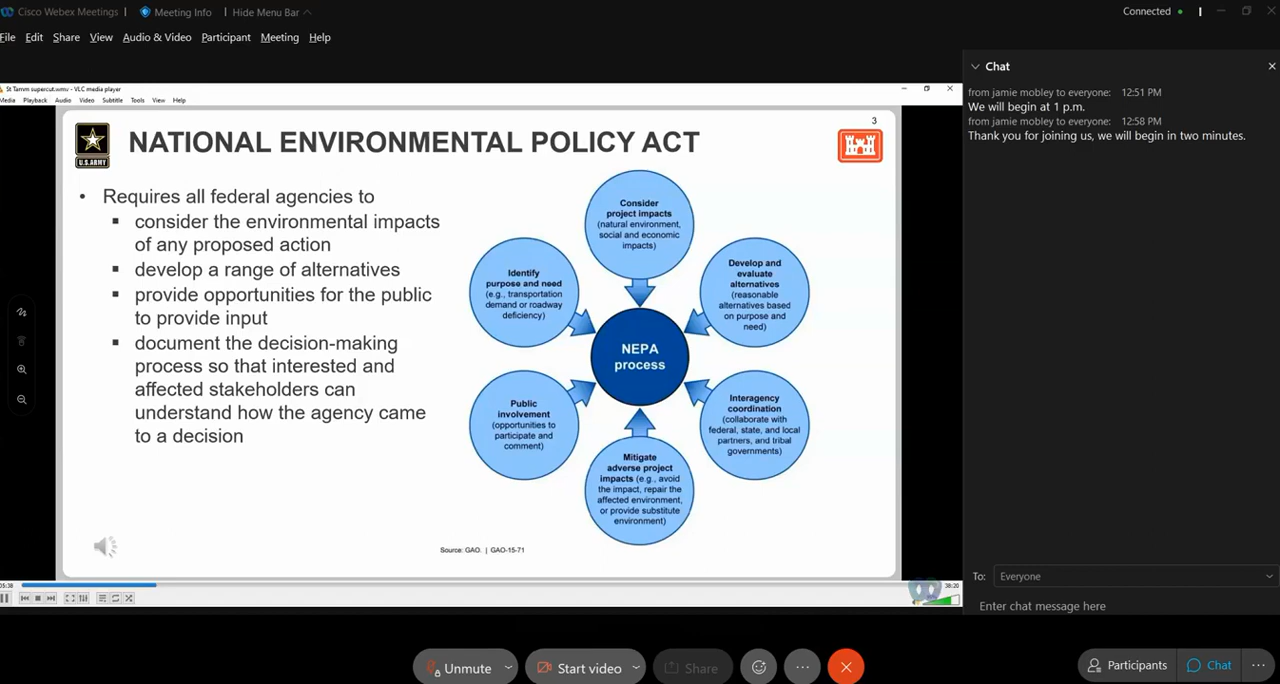 Cisco Webex Meetings | Meeting Info | Hide Menu Bar
Connected
File Edit Share View Audio & Video Participant Meeting Help
Chat
from jamie mobley to everyone: 12:51 PM
We will begin at 1 p.m.
from jamie mobley to everyone: 12:58 PM
Thank you for joining us, we will begin in two minutes.
St Tamm supercut.wmv - VLC media player
Media Playback Audio Video Subtitle Tools View Help
3
U.S.ARMY
NATIONAL ENVIRONMENTAL POLICY ACT
• Requires all federal agencies to
▪ consider the environmental impacts
of any proposed action
▪ develop a range of alternatives
▪ provide opportunities for the public
to provide input
▪ document the decision-making
process so that interested and
affected stakeholders can
understand how the agency came
to a decision
Consider
project impacts
(natural environment,
social and economic
impacts)
Identify
purpose and need
(e.g., transportation
demand or roadway
deficiency)
Develop and
evaluate
alternatives
(reasonable
alternatives based
on purpose and
need)
NEPA
process
Public
involvement
(opportunities to
participate and
comment)
Interagency
coordination
(collaborate with
federal, state, and local
partners, and tribal
governments)
Mitigate
adverse project
impacts (e.g., avoid
the impact, repair the
affected environment,
or provide substitute
environment)
Source: GAO. | GAO-15-71
05:38
38:20
To: Everyone
Enter chat message here
Unmute
Start video
Share
Participants
Chat